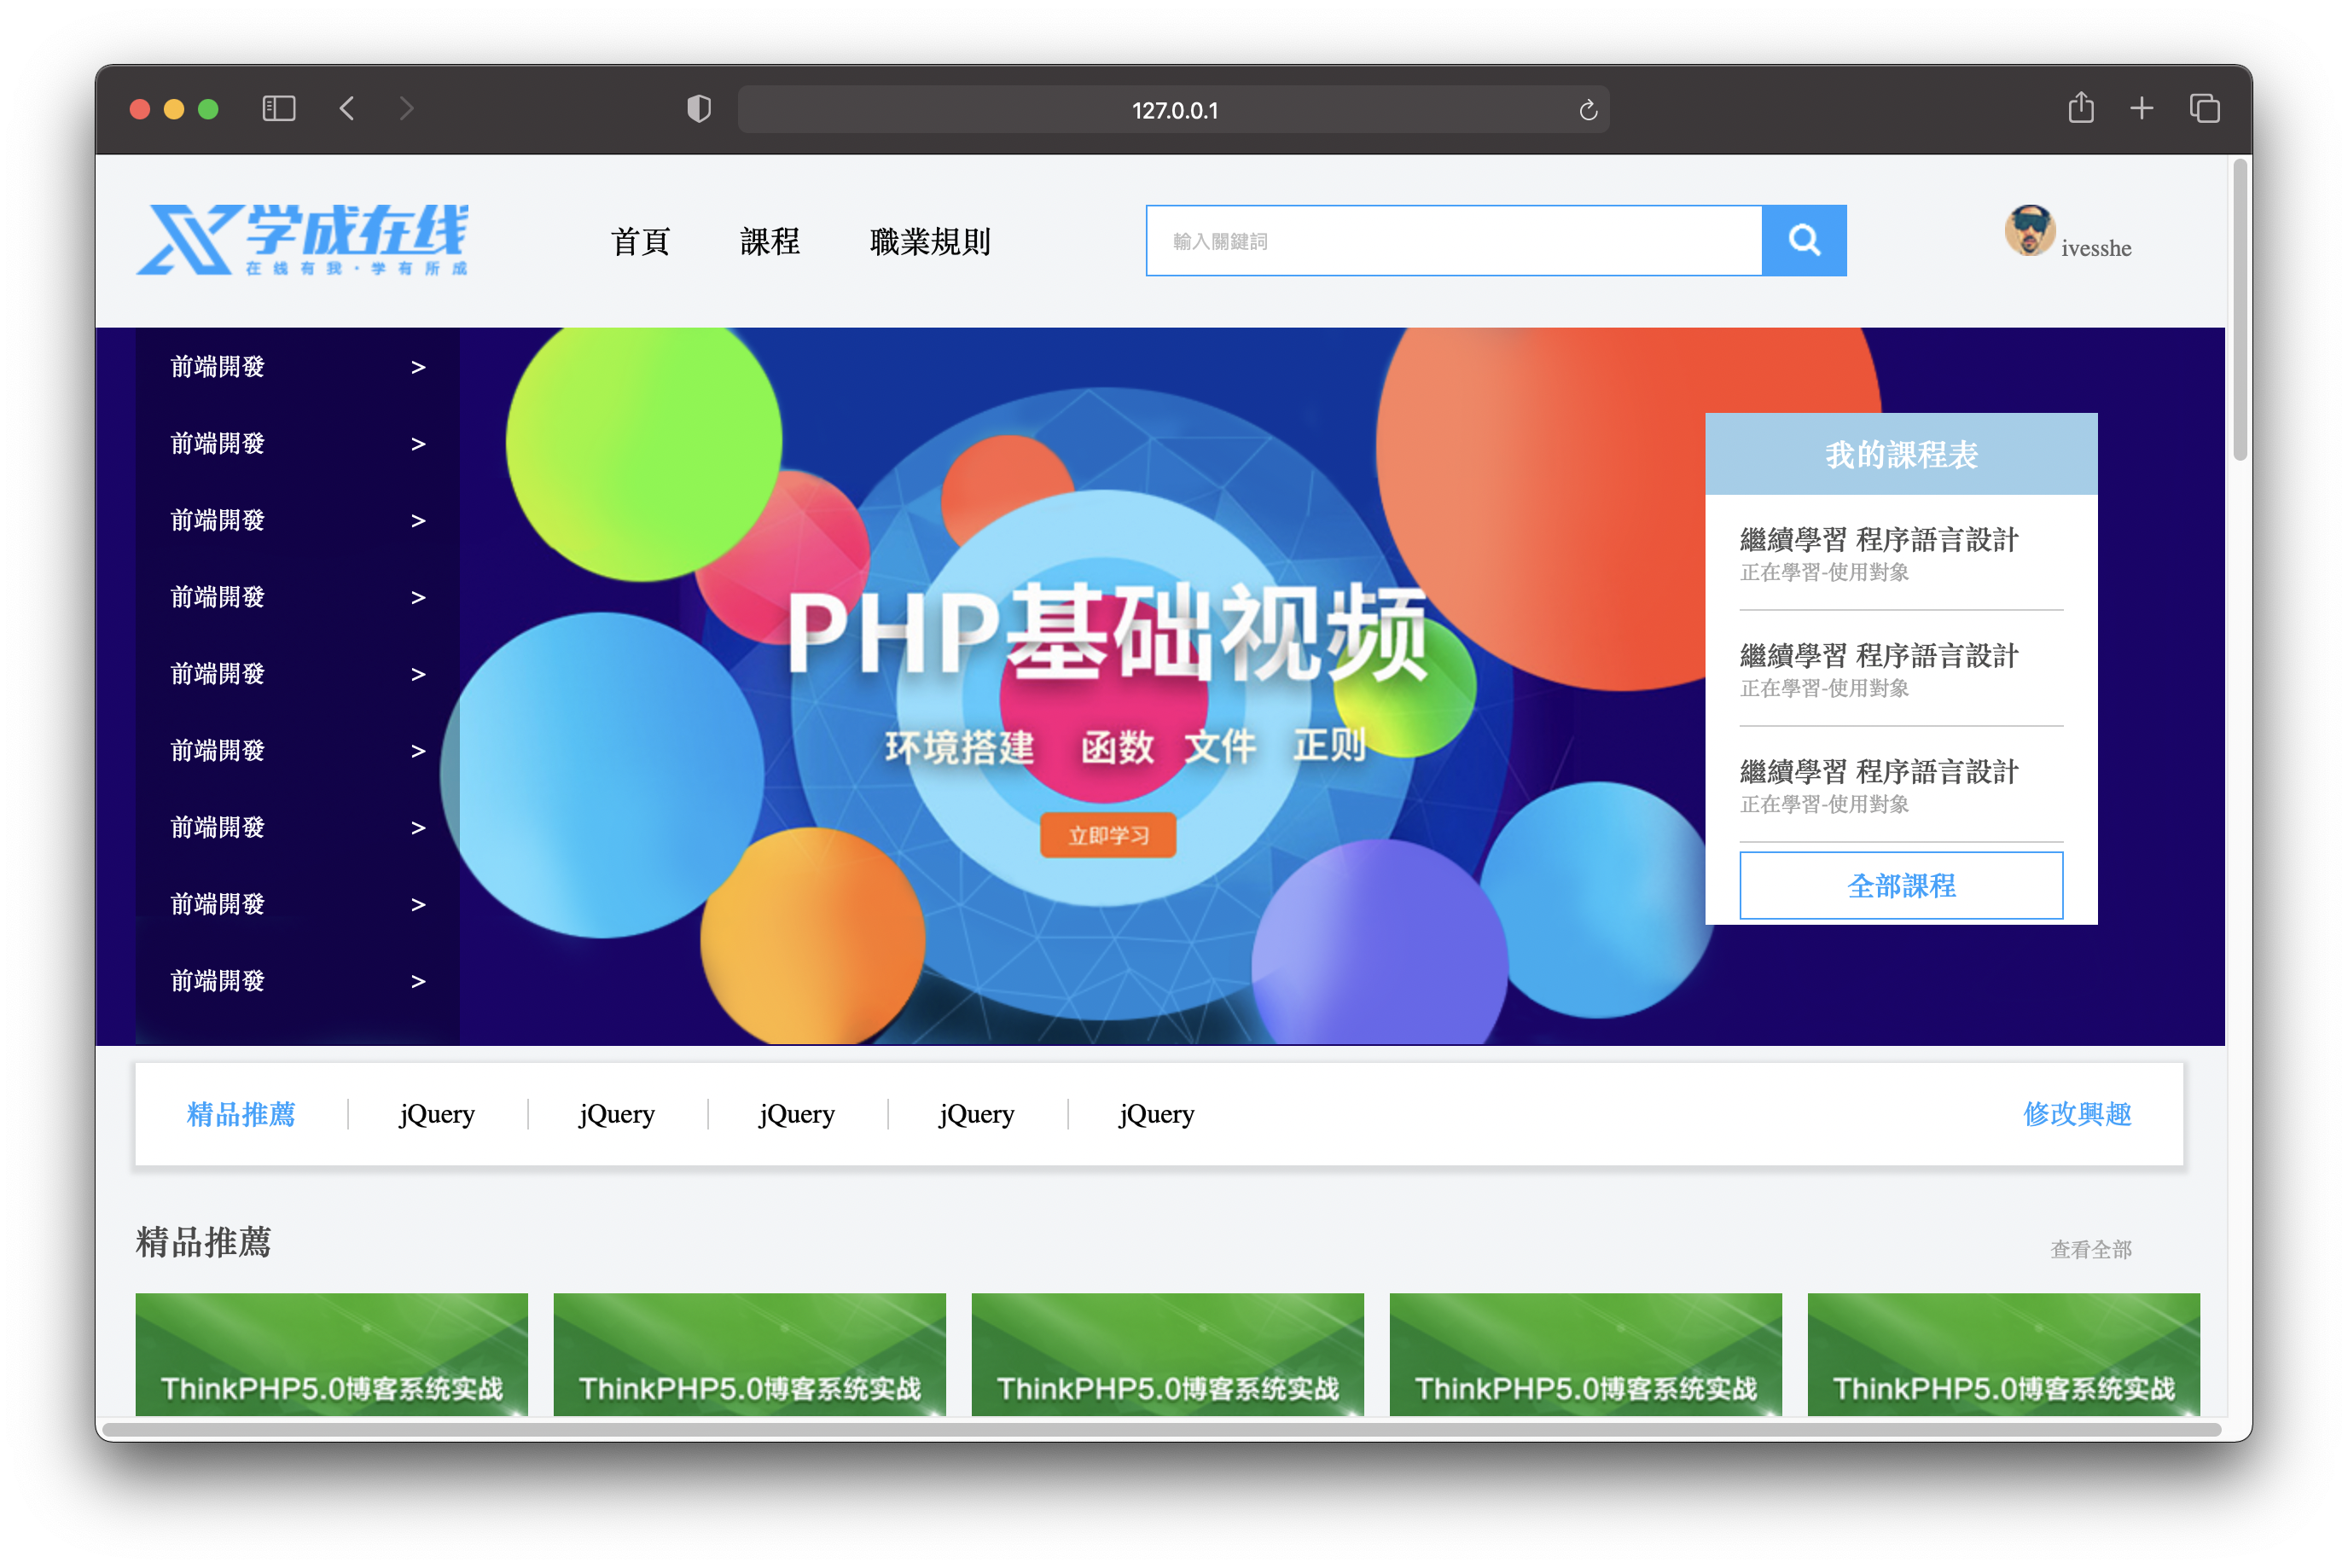 127.0.0.1
学成在线
在线有我·学有所成
首頁 課程 職業規則
輸入關鍵詞
ivesshe
前端開發 >
前端開發 >
前端開發 >
前端開發 >
前端開發 >
前端開發 >
前端開發 >
前端開發 >
前端開發 >
PHP基础视频
环境搭建 函数 文件 正则
立即学习
我的課程表
繼續學習 程序語言設計
正在學習-使用對象
繼續學習 程序語言設計
正在學習-使用對象
繼續學習 程序語言設計
正在學習-使用對象
全部課程
精品推薦 jQuery jQuery jQuery jQuery jQuery 修改興趣
精品推薦 查看全部
ThinkPHP5.0博客系统实战 ThinkPHP5.0博客系统实战 ThinkPHP5.0博客系统实战 ThinkPHP5.0博客系统实战 ThinkPHP5.0博客系统实战